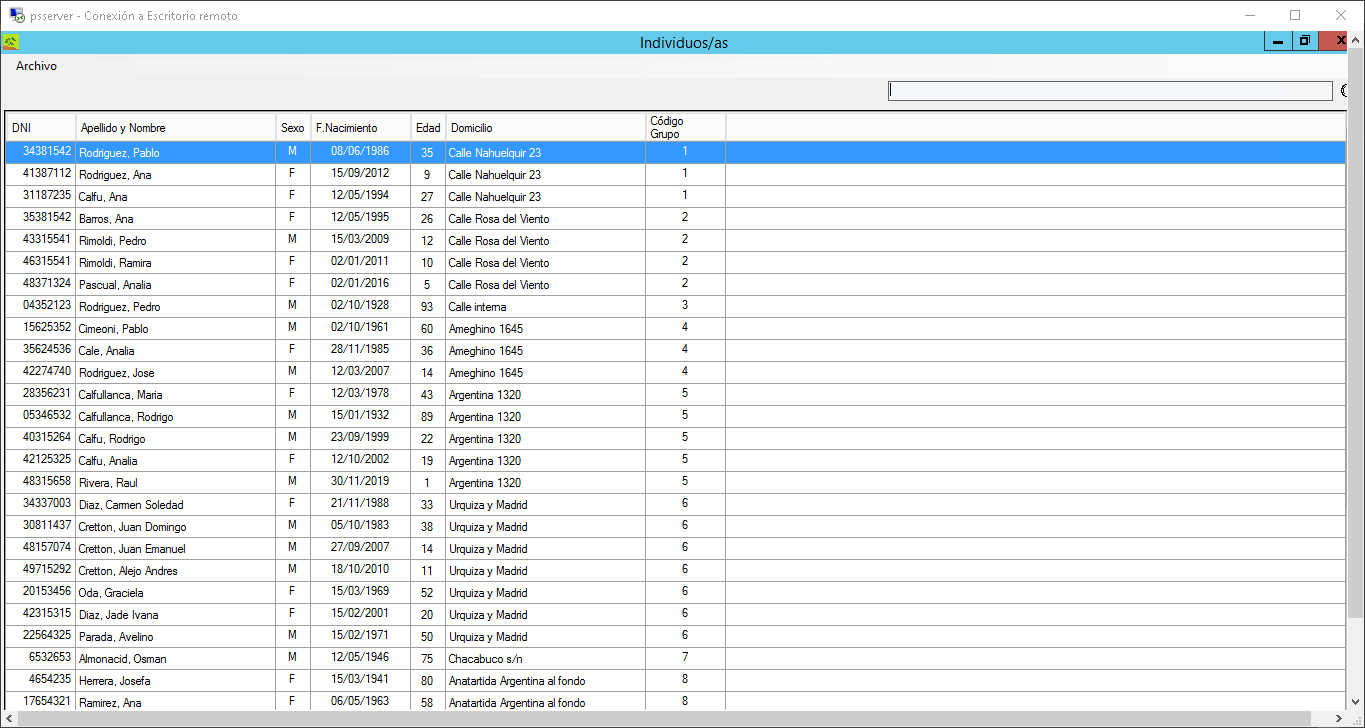 psserver - Conexión a Escritorio remoto
Individuos/as
Archivo
DNI Apellido y Nombre Sexo F.Nacimiento Edad Domicilio Código Grupo
34381542 Rodriguez, Pablo M 08/06/1986 35 Calle Nahuelquir 23 1
41387112 Rodriguez, Ana F 15/09/2012 9 Calle Nahuelquir 23 1
31187235 Calfu, Ana F 12/05/1994 27 Calle Nahuelquir 23 1
35381542 Barros, Ana F 12/05/1995 26 Calle Rosa del Viento 2
43315541 Rimoldi, Pedro M 15/03/2009 12 Calle Rosa del Viento 2
46315541 Rimoldi, Ramira F 02/01/2011 10 Calle Rosa del Viento 2
48371324 Pascual, Analia F 02/01/2016 5 Calle Rosa del Viento 2
04352123 Rodriguez, Pedro M 02/10/1928 93 Calle interna 3
15625352 Cimeoni, Pablo M 02/10/1961 60 Ameghino 1645 4
35624536 Cale, Analia F 28/11/1985 36 Ameghino 1645 4
42274740 Rodriguez, Jose M 12/03/2007 14 Ameghino 1645 4
28356231 Calfullanca, Maria F 12/03/1978 43 Argentina 1320 5
05346532 Calfullanca, Rodrigo M 15/01/1932 89 Argentina 1320 5
40315264 Calfu, Rodrigo M 23/09/1999 22 Argentina 1320 5
42125325 Calfu, Analia F 12/10/2002 19 Argentina 1320 5
48315658 Rivera, Raul M 30/11/2019 1 Argentina 1320 5
34337003 Diaz, Carmen Soledad F 21/11/1988 33 Urquiza y Madrid 6
30811437 Cretton, Juan Domingo M 05/10/1983 38 Urquiza y Madrid 6
48157074 Cretton, Juan Emanuel M 27/09/2007 14 Urquiza y Madrid 6
49715292 Cretton, Alejo Andres M 18/10/2010 11 Urquiza y Madrid 6
20153456 Oda, Graciela F 15/03/1969 52 Urquiza y Madrid 6
42315315 Diaz, Jade Ivana F 15/02/2001 20 Urquiza y Madrid 6
22564325 Parada, Avelino M 15/02/1971 50 Urquiza y Madrid 6
6532653 Almonacid, Osman M 12/05/1946 75 Chacabuco s/n 7
4654235 Herrera, Josefa F 15/03/1941 80 Anatartida Argentina al fondo 8
17654321 Ramirez, Ana F 06/05/1963 58 Anatartida Argentina al fondo 8